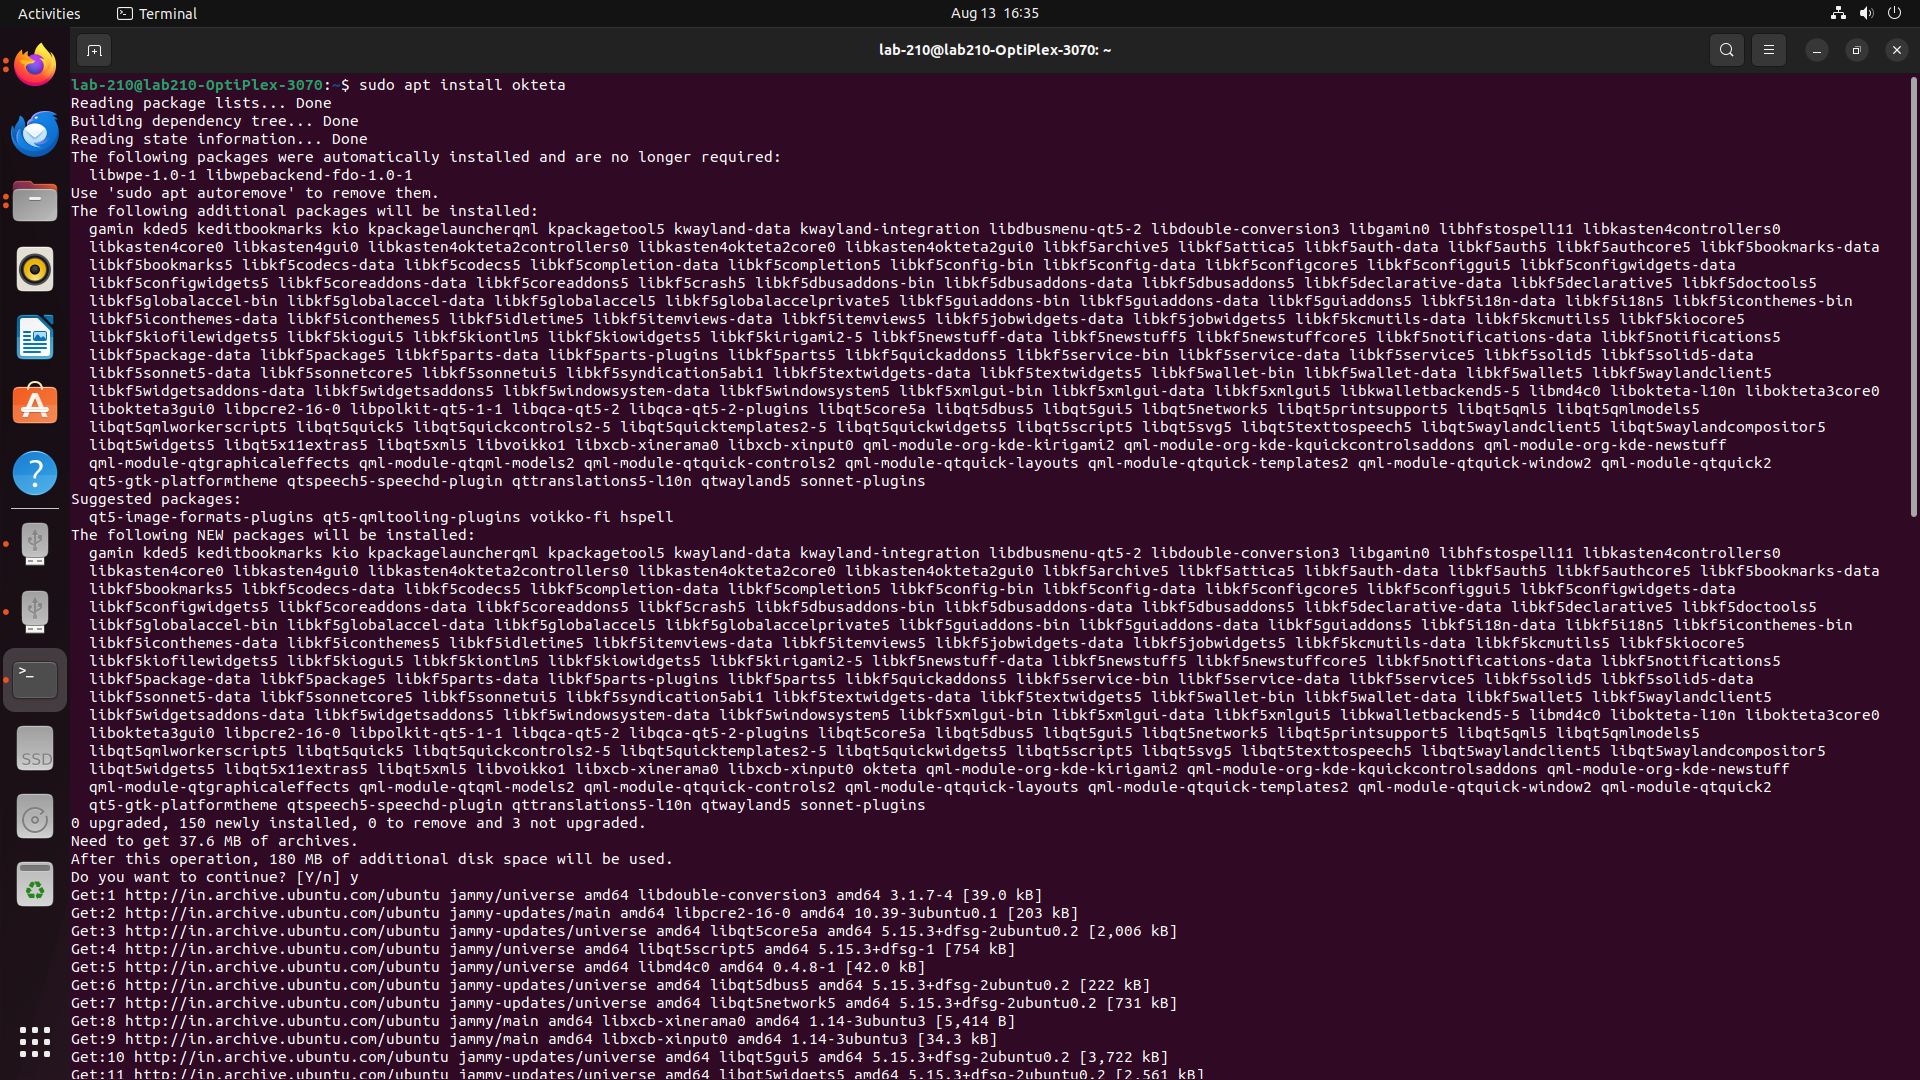 Activities
Terminal
Aug 13 16:35
lab-210@lab210-OptiPlex-3070: ~
lab-210@lab210-OptiPlex-3070:~$ sudo apt install okteta
Reading package lists... Done
Building dependency tree... Done
Reading state information... Done
The following packages were automatically installed and are no longer required:
  libwpe-1.0-1 libwpebackend-fdo-1.0-1
Use 'sudo apt autoremove' to remove them.
The following additional packages will be installed:
  gamin kded5 keditbookmarks kio kpackagelauncherqml kpackagetool5 kwayland-data kwayland-integration libdbusmenu-qt5-2 libdouble-conversion3 libgamin0 libhfstospell11 libkasten4controllers0
  libkasten4core0 libkasten4gui0 libkasten4okteta2controllers0 libkasten4okteta2core0 libkasten4okteta2gui0 libkf5archive5 libkf5attica5 libkf5auth-data libkf5auth5 libkf5authcore5 libkf5bookmarks-data
  libkf5bookmarks5 libkf5codecs-data libkf5codecs5 libkf5completion-data libkf5completion5 libkf5config-bin libkf5config-data libkf5configcore5 libkf5configgui5 libkf5configwidgets-data
  libkf5configwidgets5 libkf5coreaddons-data libkf5coreaddons5 libkf5crash5 libkf5dbusaddons-bin libkf5dbusaddons-data libkf5dbusaddons5 libkf5declarative-data libkf5declarative5 libkf5doctools5
  libkf5globalaccel-bin libkf5globalaccel-data libkf5globalaccel5 libkf5globalaccelprivate5 libkf5guiaddons-bin libkf5guiaddons-data libkf5guiaddons5 libkf5i18n-data libkf5i18n5 libkf5iconthemes-bin
  libkf5iconthemes-data libkf5iconthemes5 libkf5idletime5 libkf5itemviews-data libkf5itemviews5 libkf5jobwidgets-data libkf5jobwidgets5 libkf5kcmutils-data libkf5kcmutils5 libkf5kiocore5
  libkf5kiofilewidgets5 libkf5kiogui5 libkf5kiontlm5 libkf5kiowidgets5 libkf5kirigami2-5 libkf5newstuff-data libkf5newstuff5 libkf5newstuffcore5 libkf5notifications-data libkf5notifications5
  libkf5package-data libkf5package5 libkf5parts-data libkf5parts-plugins libkf5parts5 libkf5quickaddons5 libkf5service-bin libkf5service-data libkf5service5 libkf5solid5 libkf5solid5-data
  libkf5sonnet5-data libkf5sonnetcore5 libkf5sonnetui5 libkf5syndication5abi1 libkf5textwidgets-data libkf5textwidgets5 libkf5wallet-bin libkf5wallet-data libkf5wallet5 libkf5waylandclient5
  libkf5widgetsaddons-data libkf5widgetsaddons5 libkf5windowsystem-data libkf5windowsystem5 libkf5xmlgui-bin libkf5xmlgui-data libkf5xmlgui5 libkwalletbackend5-5 libmd4c0 libokteta-l10n libokteta3core0
  libokteta3gui0 libpcre2-16-0 libpolkit-qt5-1-1 libqca-qt5-2 libqca-qt5-2-plugins libqt5core5a libqt5dbus5 libqt5gui5 libqt5network5 libqt5printsupport5 libqt5qml5 libqt5qmlmodels5
  libqt5qmlworkerscript5 libqt5quick5 libqt5quickcontrols2-5 libqt5quicktemplates2-5 libqt5quickwidgets5 libqt5script5 libqt5svg5 libqt5texttospeech5 libqt5waylandclient5 libqt5waylandcompositor5
  libqt5widgets5 libqt5x11extras5 libqt5xml5 libvoikko1 libxcb-xinerama0 libxcb-xinput0 qml-module-org-kde-kirigami2 qml-module-org-kde-kquickcontrolsaddons qml-module-org-kde-newstuff
  qml-module-qtgraphicaleffects qml-module-qtqml-models2 qml-module-qtquick-controls2 qml-module-qtquick-layouts qml-module-qtquick-templates2 qml-module-qtquick-window2 qml-module-qtquick2
  qt5-gtk-platformtheme qtspeech5-speechd-plugin qttranslations5-l10n qtwayland5 sonnet-plugins
Suggested packages:
  qt5-image-formats-plugins qt5-qmltooling-plugins voikko-fi hspell
The following NEW packages will be installed:
  gamin kded5 keditbookmarks kio kpackagelauncherqml kpackagetool5 kwayland-data kwayland-integration libdbusmenu-qt5-2 libdouble-conversion3 libgamin0 libhfstospell11 libkasten4controllers0
  libkasten4core0 libkasten4gui0 libkasten4okteta2controllers0 libkasten4okteta2core0 libkasten4okteta2gui0 libkf5archive5 libkf5attica5 libkf5auth-data libkf5auth5 libkf5authcore5 libkf5bookmarks-data
  libkf5bookmarks5 libkf5codecs-data libkf5codecs5 libkf5completion-data libkf5completion5 libkf5config-bin libkf5config-data libkf5configcore5 libkf5configgui5 libkf5configwidgets-data
  libkf5configwidgets5 libkf5coreaddons-data libkf5coreaddons5 libkf5crash5 libkf5dbusaddons-bin libkf5dbusaddons-data libkf5dbusaddons5 libkf5declarative-data libkf5declarative5 libkf5doctools5
  libkf5globalaccel-bin libkf5globalaccel-data libkf5globalaccel5 libkf5globalaccelprivate5 libkf5guiaddons-bin libkf5guiaddons-data libkf5guiaddons5 libkf5i18n-data libkf5i18n5 libkf5iconthemes-bin
  libkf5iconthemes-data libkf5iconthemes5 libkf5idletime5 libkf5itemviews-data libkf5itemviews5 libkf5jobwidgets-data libkf5jobwidgets5 libkf5kcmutils-data libkf5kcmutils5 libkf5kiocore5
  libkf5kiofilewidgets5 libkf5kiogui5 libkf5kiontlm5 libkf5kiowidgets5 libkf5kirigami2-5 libkf5newstuff-data libkf5newstuff5 libkf5newstuffcore5 libkf5notifications-data libkf5notifications5
  libkf5package-data libkf5package5 libkf5parts-data libkf5parts-plugins libkf5parts5 libkf5quickaddons5 libkf5service-bin libkf5service-data libkf5service5 libkf5solid5 libkf5solid5-data
  libkf5sonnet5-data libkf5sonnetcore5 libkf5sonnetui5 libkf5syndication5abi1 libkf5textwidgets-data libkf5textwidgets5 libkf5wallet-bin libkf5wallet-data libkf5wallet5 libkf5waylandclient5
  libkf5widgetsaddons-data libkf5widgetsaddons5 libkf5windowsystem-data libkf5windowsystem5 libkf5xmlgui-bin libkf5xmlgui-data libkf5xmlgui5 libkwalletbackend5-5 libmd4c0 libokteta-l10n libokteta3core0
  libokteta3gui0 libpcre2-16-0 libpolkit-qt5-1-1 libqca-qt5-2 libqca-qt5-2-plugins libqt5core5a libqt5dbus5 libqt5gui5 libqt5network5 libqt5printsupport5 libqt5qml5 libqt5qmlmodels5
  libqt5qmlworkerscript5 libqt5quick5 libqt5quickcontrols2-5 libqt5quicktemplates2-5 libqt5quickwidgets5 libqt5script5 libqt5svg5 libqt5texttospeech5 libqt5waylandclient5 libqt5waylandcompositor5
  libqt5widgets5 libqt5x11extras5 libqt5xml5 libvoikko1 libxcb-xinerama0 libxcb-xinput0 okteta qml-module-org-kde-kirigami2 qml-module-org-kde-kquickcontrolsaddons qml-module-org-kde-newstuff
  qml-module-qtgraphicaleffects qml-module-qtqml-models2 qml-module-qtquick-controls2 qml-module-qtquick-layouts qml-module-qtquick-templates2 qml-module-qtquick-window2 qml-module-qtquick2
  qt5-gtk-platformtheme qtspeech5-speechd-plugin qttranslations5-l10n qtwayland5 sonnet-plugins
0 upgraded, 150 newly installed, 0 to remove and 3 not upgraded.
Need to get 37.6 MB of archives.
After this operation, 180 MB of additional disk space will be used.
Do you want to continue? [Y/n] y
Get:1 http://in.archive.ubuntu.com/ubuntu jammy/universe amd64 libdouble-conversion3 amd64 3.1.7-4 [39.0 kB]
Get:2 http://in.archive.ubuntu.com/ubuntu jammy-updates/main amd64 libpcre2-16-0 amd64 10.39-3ubuntu0.1 [203 kB]
Get:3 http://in.archive.ubuntu.com/ubuntu jammy-updates/universe amd64 libqt5core5a amd64 5.15.3+dfsg-2ubuntu0.2 [2,006 kB]
Get:4 http://in.archive.ubuntu.com/ubuntu jammy/universe amd64 libqt5script5 amd64 5.15.3+dfsg-1 [754 kB]
Get:5 http://in.archive.ubuntu.com/ubuntu jammy/universe amd64 libmd4c0 amd64 0.4.8-1 [42.0 kB]
Get:6 http://in.archive.ubuntu.com/ubuntu jammy-updates/universe amd64 libqt5dbus5 amd64 5.15.3+dfsg-2ubuntu0.2 [222 kB]
Get:7 http://in.archive.ubuntu.com/ubuntu jammy-updates/universe amd64 libqt5network5 amd64 5.15.3+dfsg-2ubuntu0.2 [731 kB]
Get:8 http://in.archive.ubuntu.com/ubuntu jammy/main amd64 libxcb-xinerama0 amd64 1.14-3ubuntu3 [5,414 B]
Get:9 http://in.archive.ubuntu.com/ubuntu jammy/main amd64 libxcb-xinput0 amd64 1.14-3ubuntu3 [34.3 kB]
Get:10 http://in.archive.ubuntu.com/ubuntu jammy-updates/universe amd64 libqt5gui5 amd64 5.15.3+dfsg-2ubuntu0.2 [3,722 kB]
Get:11 http://in.archive.ubuntu.com/ubuntu jammy-updates/universe amd64 libqt5widgets5 amd64 5.15.3+dfsg-2ubuntu0.2 [2,561 kB]
SSD